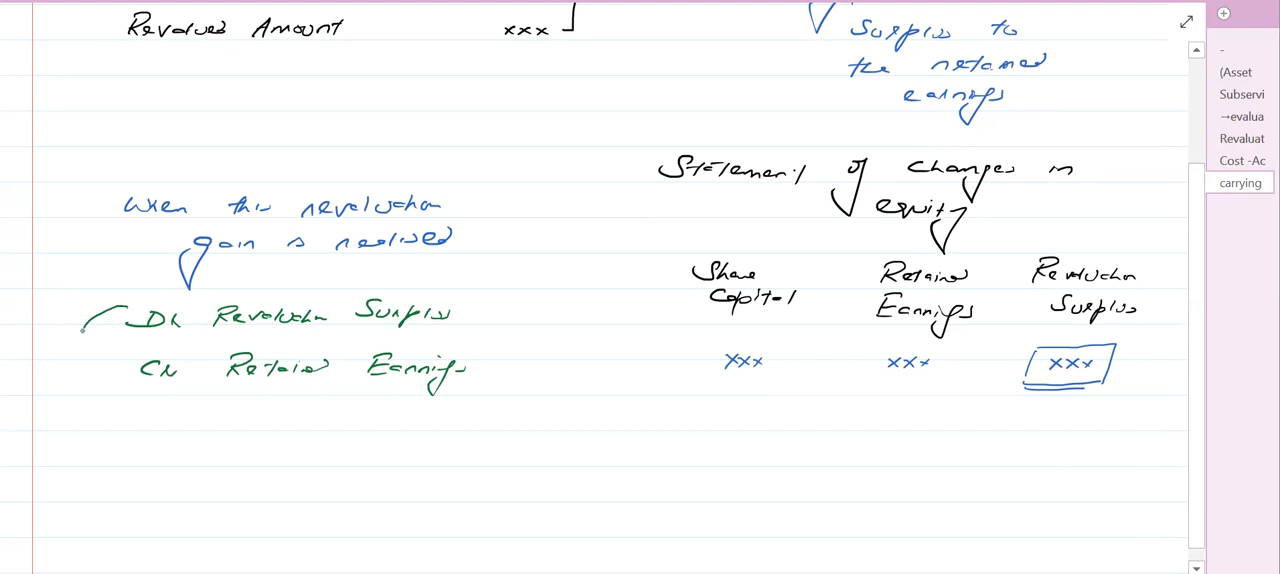 Revalued Amount xxx
Surplus to
the retained
earnings
Statement of changes in
equity
When this revaluation
gain is realised
Share
Capital
Retained
Earnings
Revaluation
Surplus
Dr Revaluation Surplus
Cr Retained Earnings
xxx xxx xxx
-
(Asset
Subservi
→evalua
Revaluat
Cost -Ac
carrying